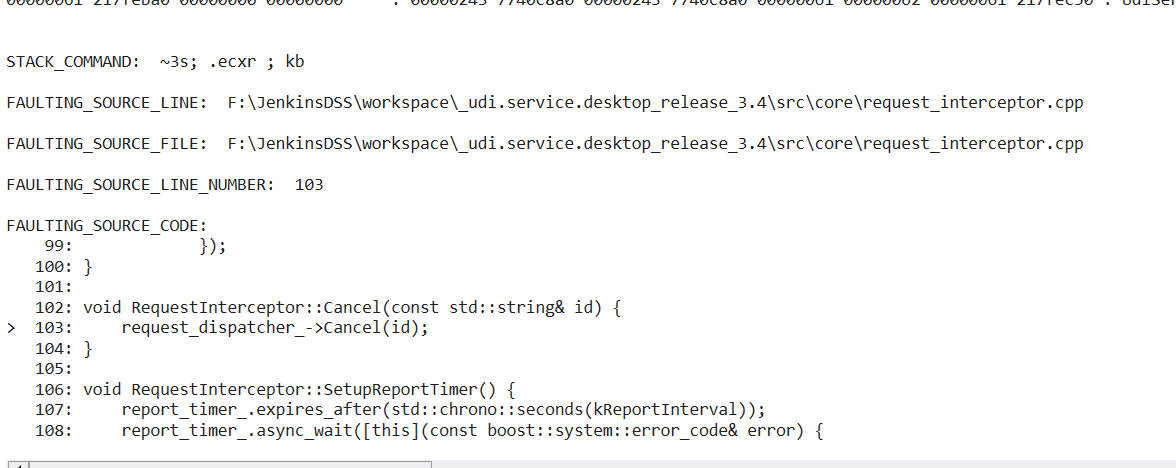 STACK_COMMAND:  ~3s; .ecxr ; kb
FAULTING_SOURCE_LINE:  F:\JenkinsDSS\workspace\_udi.service.desktop_release_3.4\src\core\request_interceptor.cpp
FAULTING_SOURCE_FILE:  F:\JenkinsDSS\workspace\_udi.service.desktop_release_3.4\src\core\request_interceptor.cpp
FAULTING_SOURCE_LINE_NUMBER:  103
FAULTING_SOURCE_CODE:
    99:             });
   100: }
   101:
   102: void RequestInterceptor::Cancel(const std::string& id) {
>  103:     request_dispatcher_->Cancel(id);
   104: }
   105:
   106: void RequestInterceptor::SetupReportTimer() {
   107:     report_timer_.expires_after(std::chrono::seconds(kReportInterval));
   108:     report_timer_.async_wait([this](const boost::system::error_code& error) {